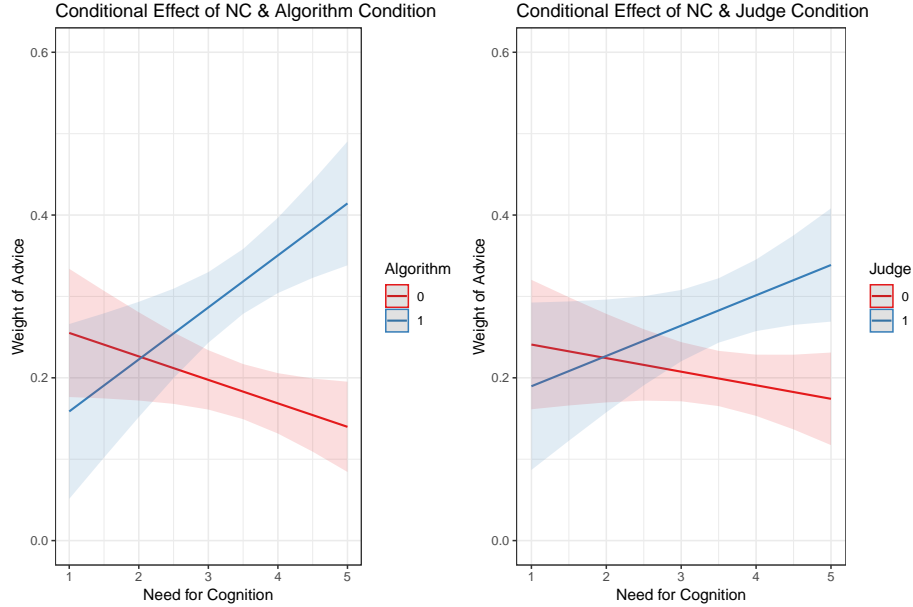 Conditional Effect of NC & Algorithm Condition
0.6
0.4
0.2
0.0
Weight of Advice
1 2 3 4 5
Need for Cognition
Algorithm
0
1
Conditional Effect of NC & Judge Condition
0.6
0.4
0.2
0.0
Weight of Advice
1 2 3 4 5
Need for Cognition
Judge
0
1